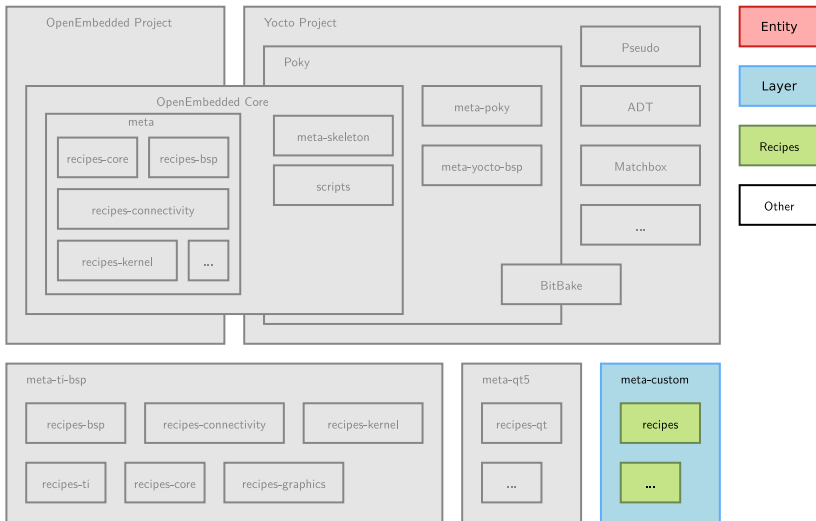 OpenEmbedded Project
Yocto Project
Poky
Pseudo
Entity
OpenEmbedded Core
meta
meta-skeleton
meta-poky
ADT
Layer
recipes-core
recipes-bsp
scripts
meta-yocto-bsp
Matchbox
Recipes
recipes-connectivity
...
Other
recipes-kernel
...
BitBake
meta-ti-bsp
meta-qt5
meta-custom
recipes-bsp
recipes-connectivity
recipes-kernel
recipes-qt
recipes
recipes-ti
recipes-core
recipes-graphics
...
...